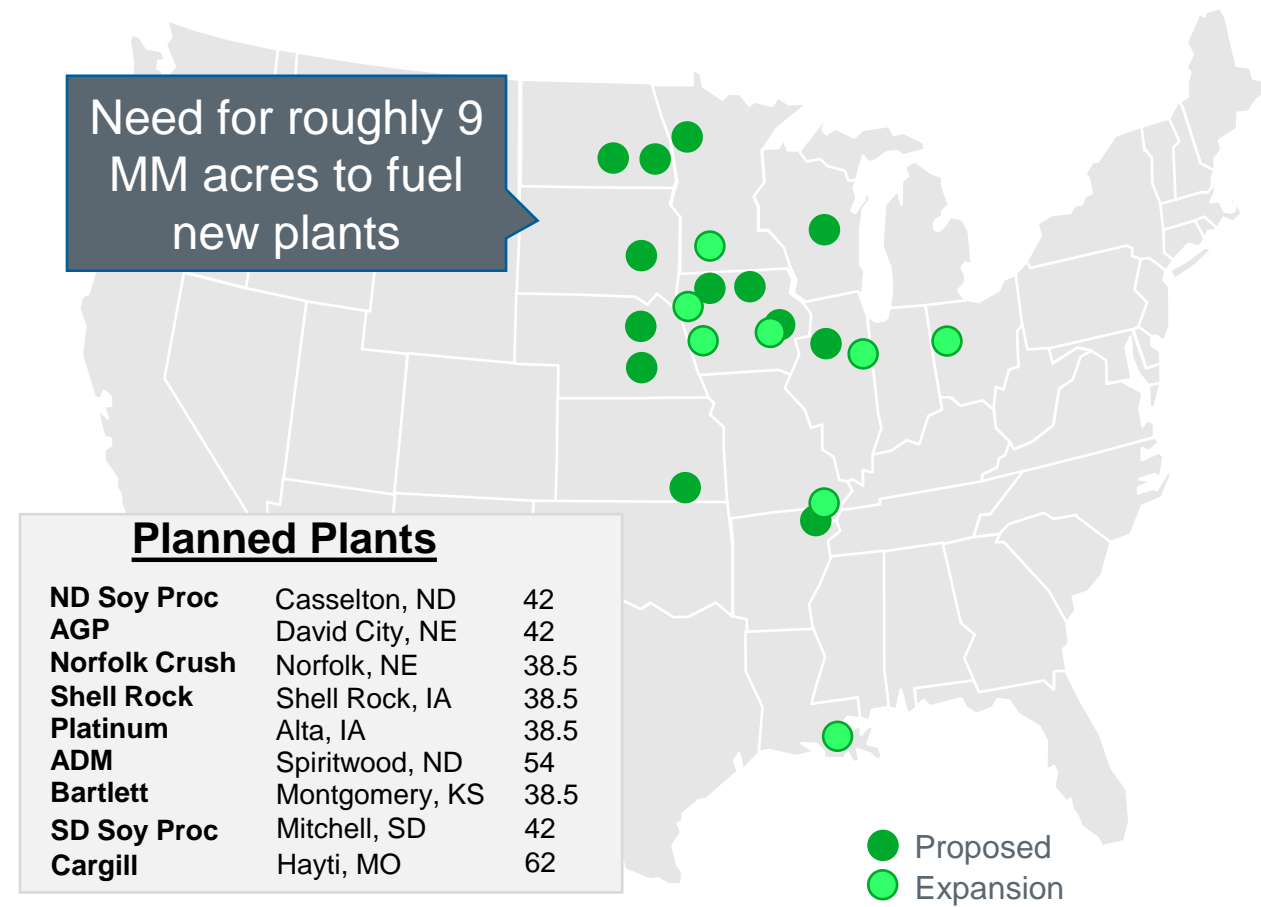 Need for roughly 9
MM acres to fuel
new plants
Planned Plants
ND Soy Proc Casselton, ND 42
AGP David City, NE 42
Norfolk Crush Norfolk, NE 38.5
Shell Rock Shell Rock, IA 38.5
Platinum Alta, IA 38.5
ADM Spiritwood, ND 54
Bartlett Montgomery, KS 38.5
SD Soy Proc Mitchell, SD 42
Cargill Hayti, MO 62
Proposed
Expansion